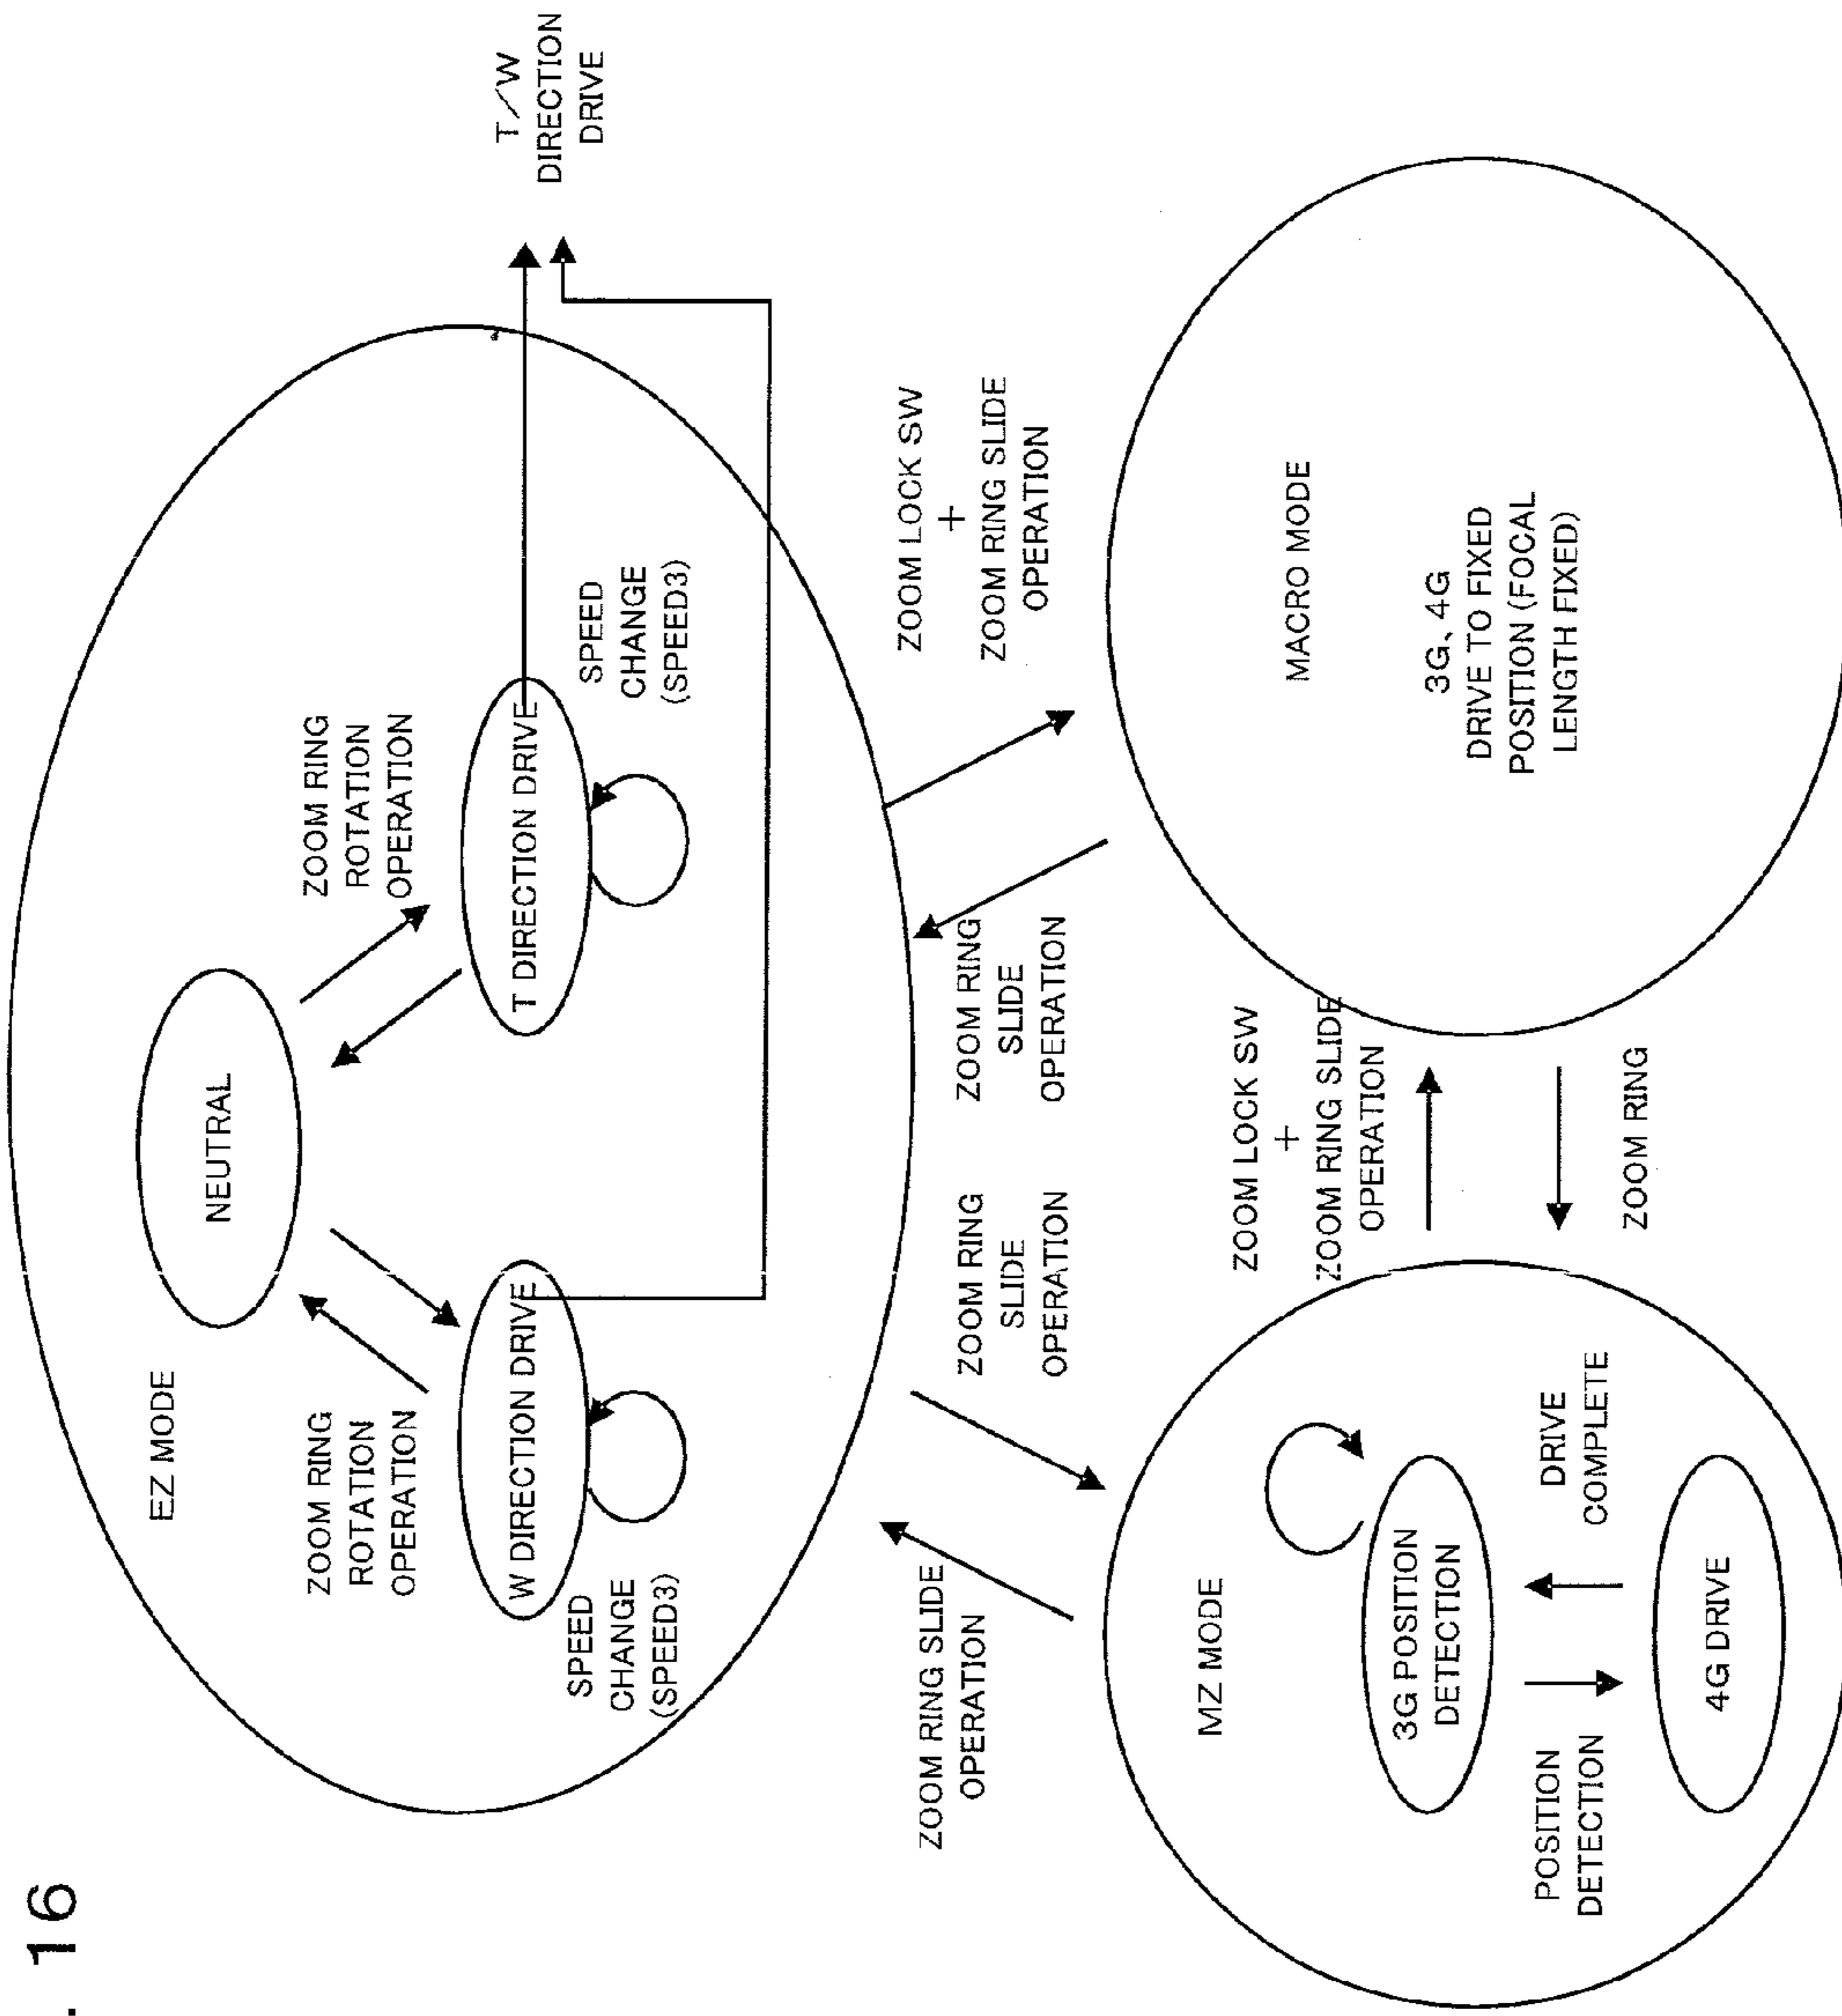 . 16
EZ MODE
NEUTRAL
ZOOM RING
ROTATION
OPERATION
ZOOM RING
ROTATION
OPERATION
W DIRECTION DRIVE
T DIRECTION DRIVE
SPEED
CHANGE
(SPEED3)
SPEED
CHANGE
(SPEED3)
T/W
DIRECTION
DRIVE
ZOOM RING SLIDE
OPERATION
ZOOM RING
SLIDE
OPERATION
ZOOM RING
SLIDE
OPERATION
ZOOM LOCK SW
+
ZOOM RING SLIDE
OPERATION
MZ MODE
3G POSITION
DETECTION
POSITION
DETECTION
DRIVE
COMPLETE
4G DRIVE
ZOOM LOCK SW
+
ZOOM RING SLIDE
OPERATION
ZOOM RING
MACRO MODE
3G、4G
DRIVE TO FIXED
POSITION (FOCAL
LENGTH FIXED)